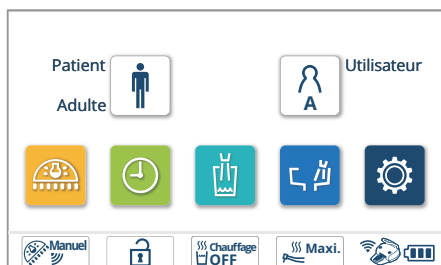 Patient
Adulte
Utilisateur
A
Manuel
Chauffage
OFF
Maxi.